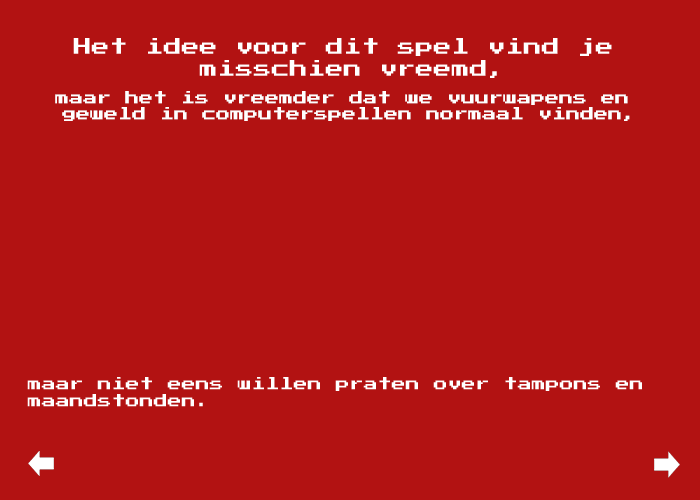 Het idee voor dit spel vind je
misschien vreemd,
maar het is vreemder dat we vuurwapens en
geweld in computerspellen normaal vinden,
maar niet eens willen praten over tampons en
maandstonden.